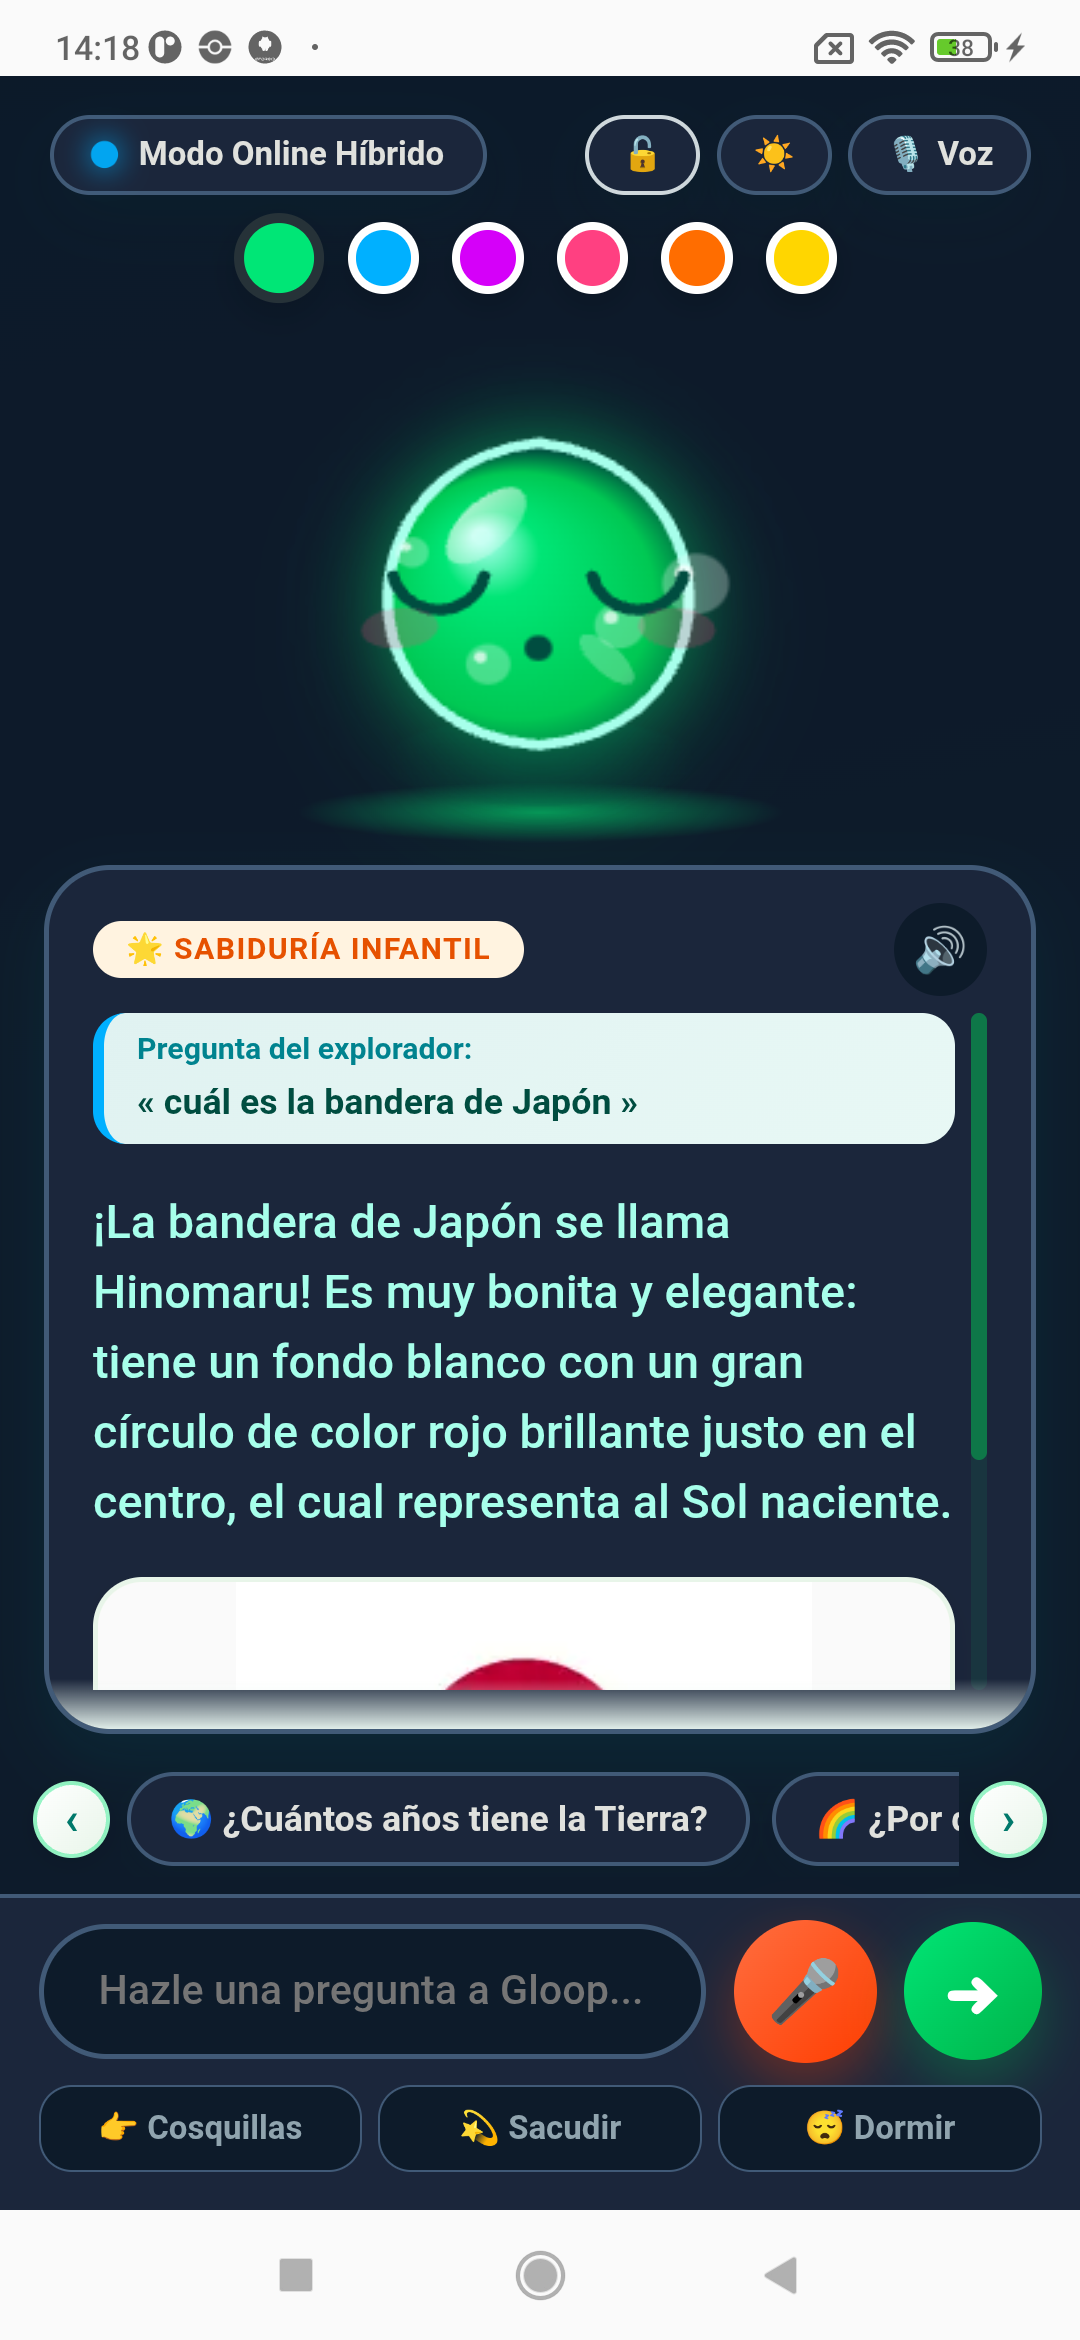 14:18
38
Modo Online Híbrido
Voz
SABIDURÍA INFANTIL
Pregunta del explorador:
« cuál es la bandera de Japón »
¡La bandera de Japón se llama
Hinomaru! Es muy bonita y elegante:
tiene un fondo blanco con un gran
círculo de color rojo brillante justo en el
centro, el cual representa al Sol naciente.
‹
¿Cuántos años tiene la Tierra?
¿Por
›
Hazle una pregunta a Gloop...
Cosquillas
Sacudir
Dormir